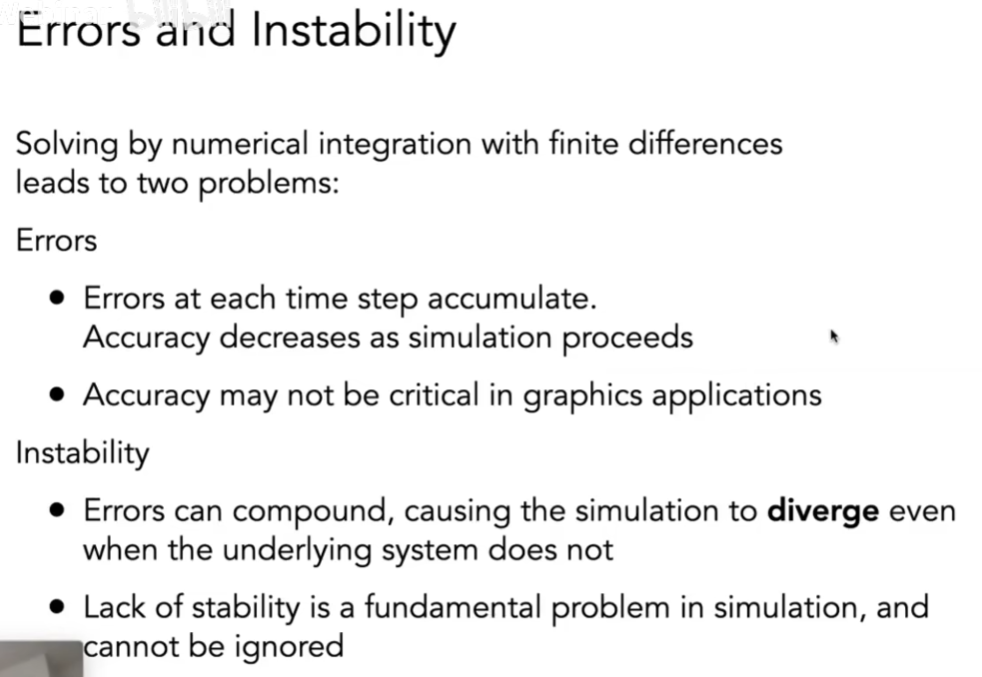 Errors and Instability
Solving by numerical integration with finite differences
leads to two problems:
Errors
● Errors at each time step accumulate.
Accuracy decreases as simulation proceeds
● Accuracy may not be critical in graphics applications
Instability
● Errors can compound, causing the simulation to diverge even
when the underlying system does not
● Lack of stability is a fundamental problem in simulation, and
cannot be ignored